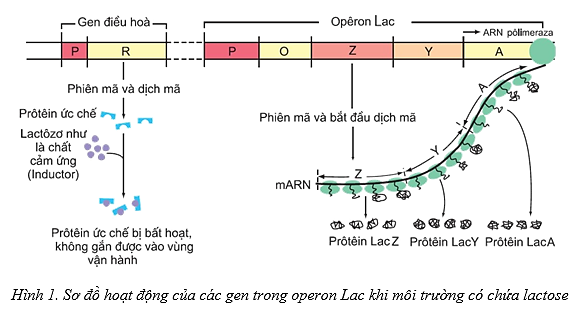 Gen điều hoà
Opêron Lac
ARN pôlimeraza
P R P O Z Y A
Phiên mã và dịch mã
Prôtêin ức chế
Lactôzơ như
là chất
cảm ứng
(Inductor)
Prôtêin ức chế bị bất hoạt,
không gắn được vào vùng
vận hành
Phiên mã và bắt đầu dịch mã
A
Y
Z
mARN
Prôtêin LacZ Prôtêin LacY Prôtêin LacA
Hình 1. Sơ đồ hoạt động của các gen trong operon Lac khi môi trường có chứa lactose